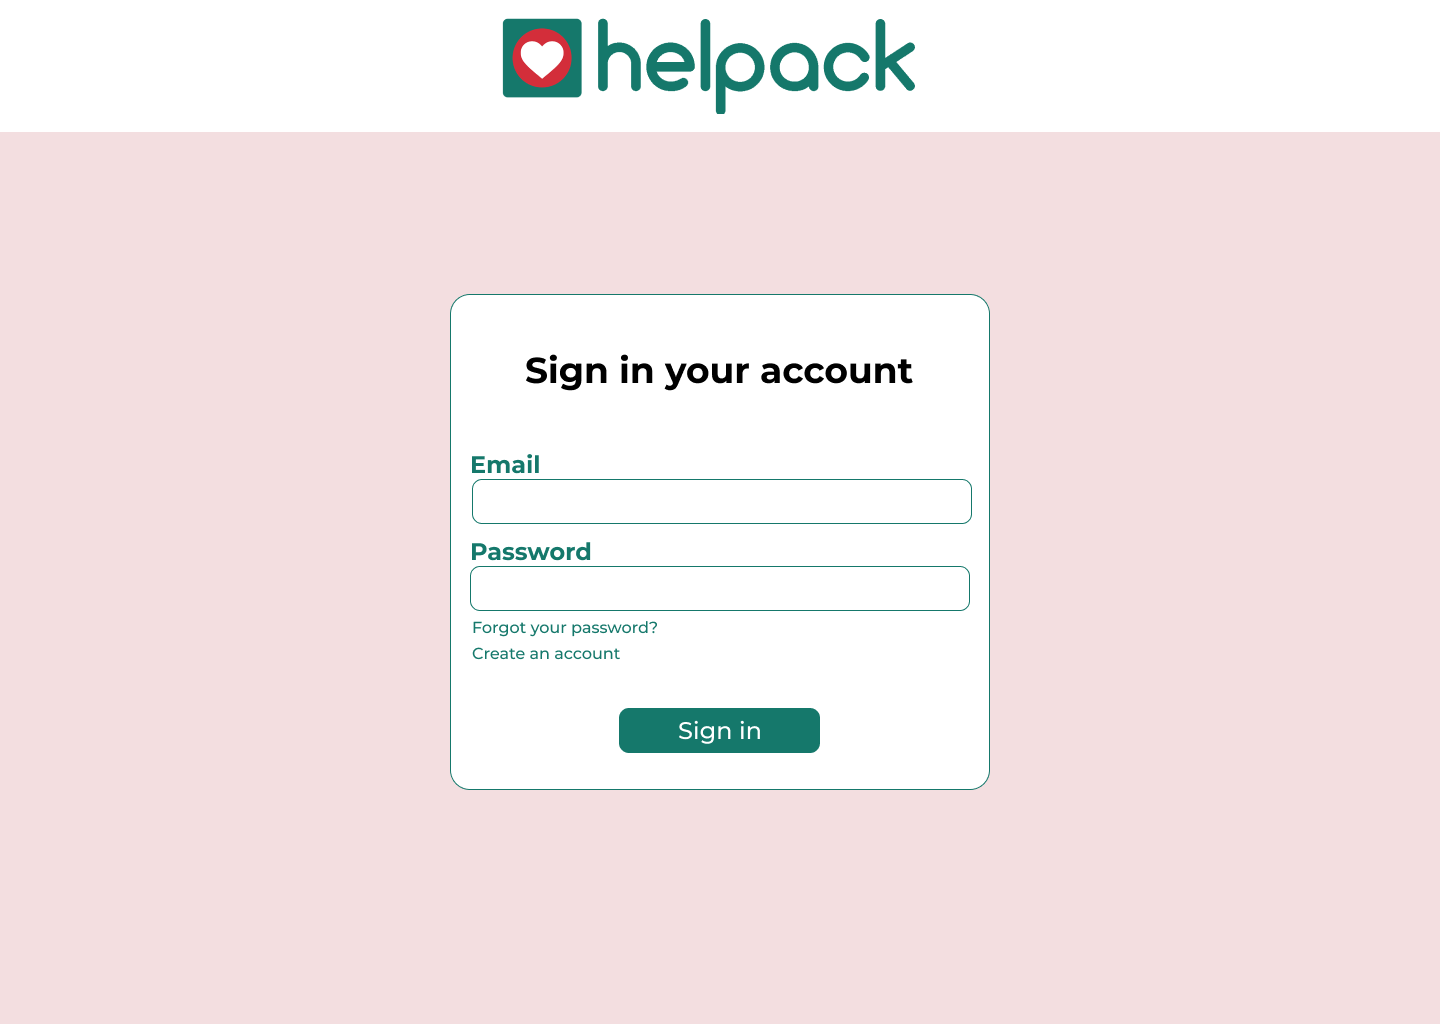 helpack
Sign in your account
Email
Password
Forgot your password?
Create an account
Sign in